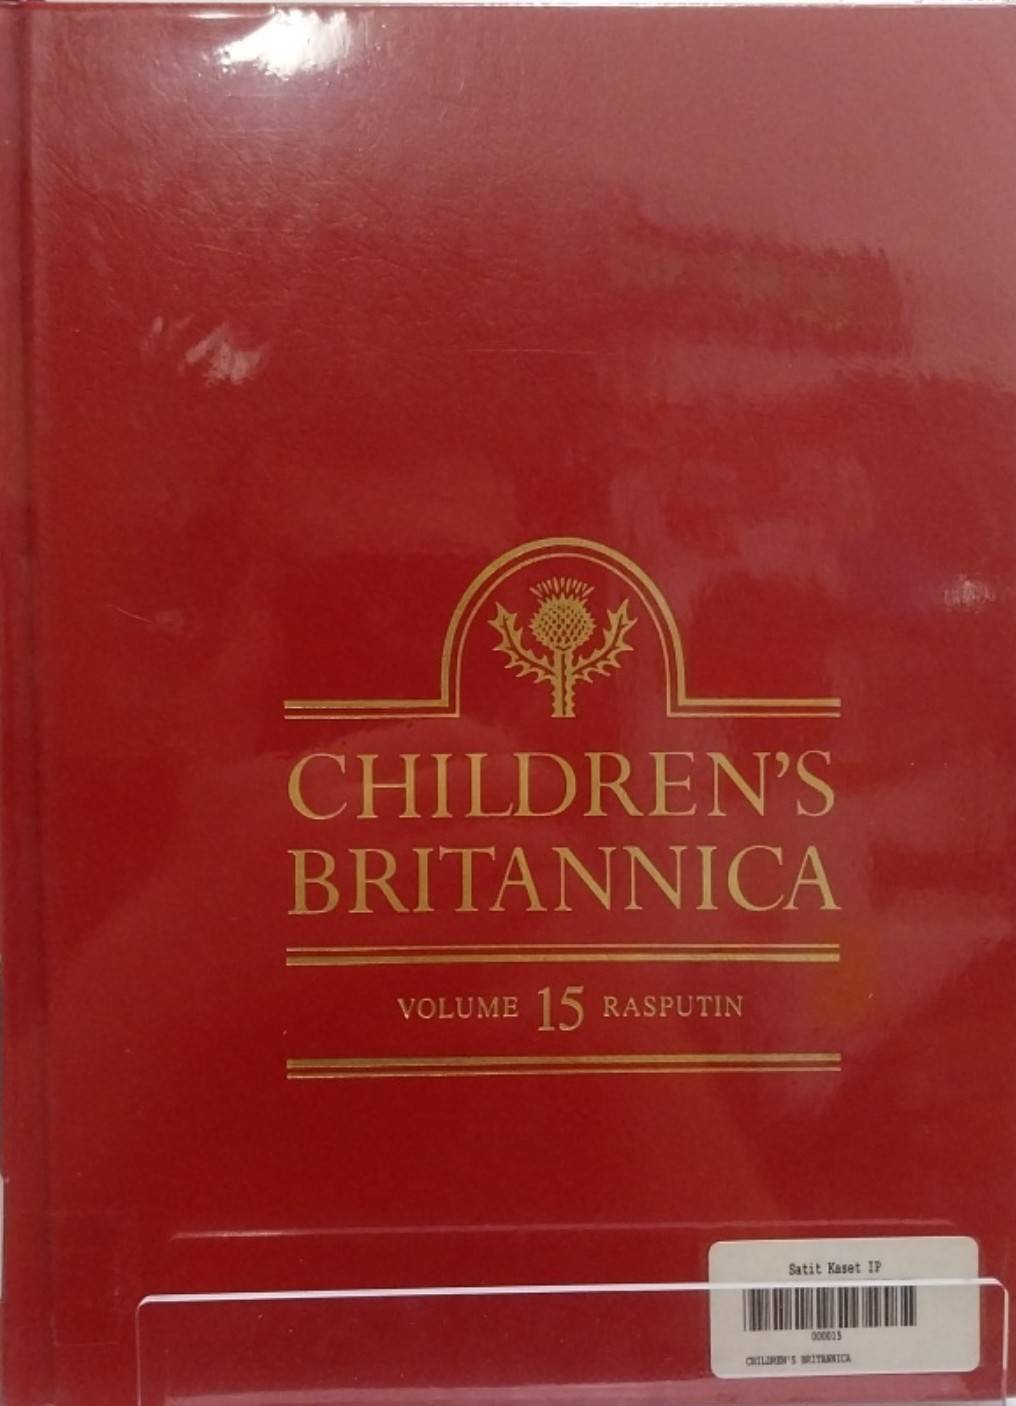 CHILDREN'S
BRITANNICA
VOLUME 15 RASPUTIN
Satit Kaset IP
000015
CHILDREN'S BRITANNICA